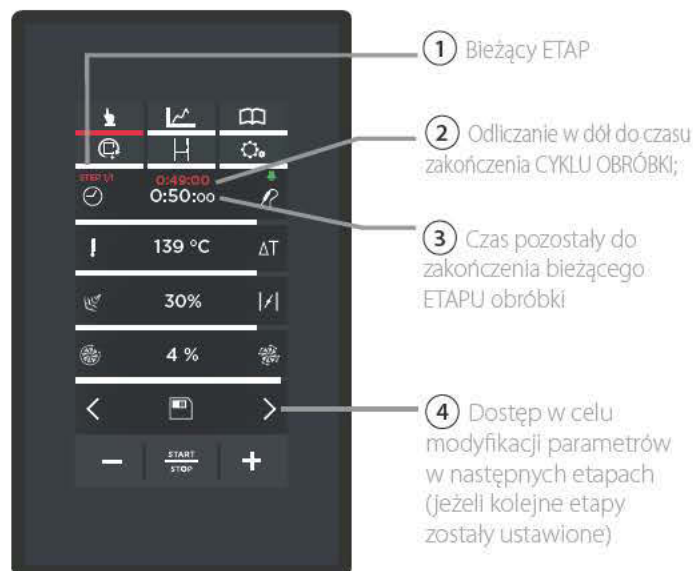 1 Bieżący ETAP
2 Odliczanie w dół do czasu
zakończenia CYKLU OBRÓBKI;
3 Czas pozostały do
zakończenia bieżącego
ETAPU obróbki
4 Dostęp w celu
modyfikacji parametrów
w następnych etapach
(jeżeli kolejne etapy
zostały ustawione)
STEP 1/1
0:49:00
0:50:00
139 °C ΔT
30%
4 %
START
STOP